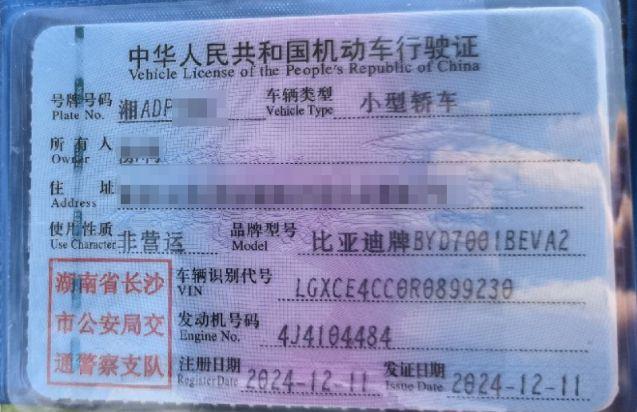 中华人民共和国机动车行驶证
Vehicle License of the People's Republic of China
号牌号码 湘ADP 车辆类型 小型轿车
Plate No. Vehicle Type
所有人
Owner
住址
Address
使用性质 非营运 品牌型号 比亚迪牌BYD7001BEVA2
Use Character Model
湖南省长沙 车辆识别代号 LGXCE4CC0R0899230
VIN
市公安局交 发动机号码 4J4104484
Engine No.
通警察支队 注册日期 2024-12-11 发证日期 2024-12-11
Register Date Issue Date